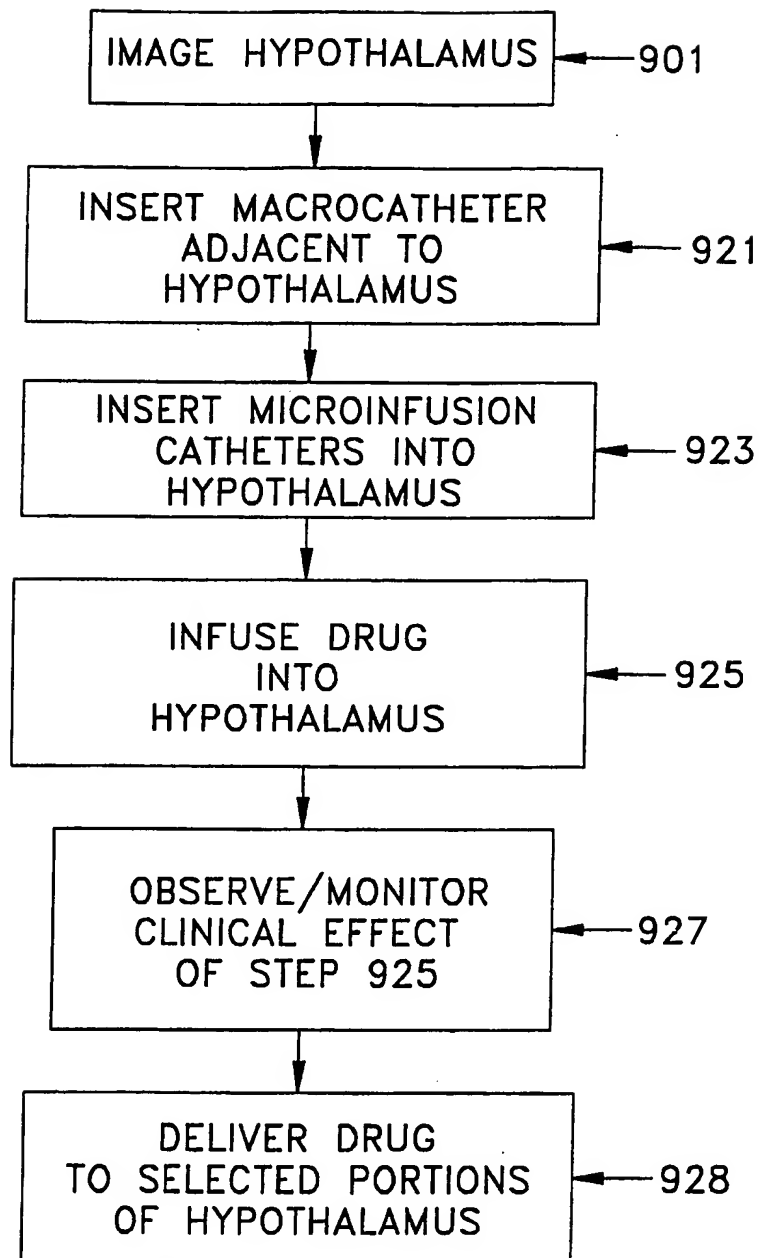 IMAGE HYPOTHALAMUS
901
INSERT MACROCATHETER
ADJACENT TO
HYPOTHALAMUS
921
INSERT MICROINFUSION
CATHETERS INTO
HYPOTHALAMUS
923
INFUSE DRUG
INTO
HYPOTHALAMUS
925
OBSERVE/MONITOR
CLINICAL EFFECT
OF STEP 925
927
DELIVER DRUG
TO SELECTED PORTIONS
OF HYPOTHALAMUS
928